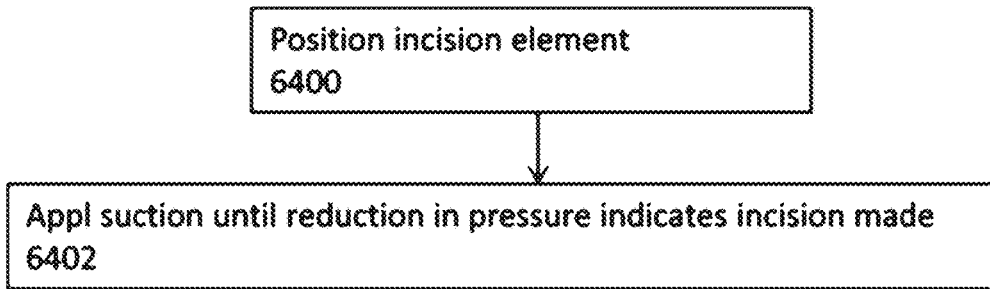 Position incision element
6400
Appl suction until reduction in pressure indicates incision made
6402